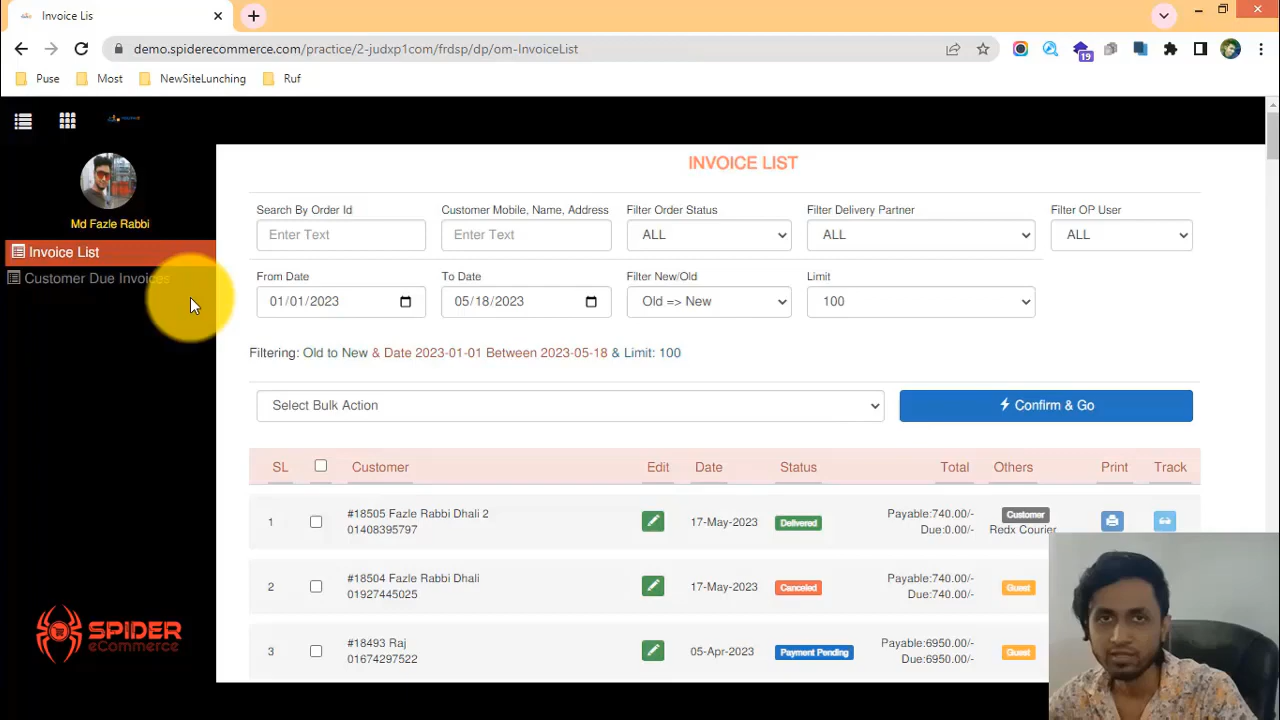 Invoice Lis
demo.spiderecommerce.com/practice/2-judxp1com/frdsp/dp/om-InvoiceList
19
Puse
Most
NewSiteLunching
Ruf
Md Fazle Rabbi
Invoice List
Customer Due Invoices
SPIDER
eCommerce
INVOICE LIST
Search By Order Id
Customer Mobile, Name, Address
Filter Order Status
Filter Delivery Partner
Filter OP User
Enter Text
Enter Text
ALL
ALL
ALL
From Date
To Date
Filter New/Old
Limit
01/01/2023
05/18/2023
Old => New
100
Filtering: Old to New & Date 2023-01-01 Between 2023-05-18 & Limit: 100
Select Bulk Action
Confirm & Go
SL Customer Edit Date Status Total Others Print Track
1
#18505 Fazle Rabbi Dhali 2
01408395797
17-May-2023
Delivered
Payable:740.00/-
Due:0.00/-
Customer
Redx Courier
2
#18504 Fazle Rabbi Dhali
01927445025
17-May-2023
Canceled
Payable:740.00/-
Due:740.00/-
Guest
3
#18493 Raj
01674297522
05-Apr-2023
Payment Pending
Payable:6950.00/-
Due:6950.00/-
Guest